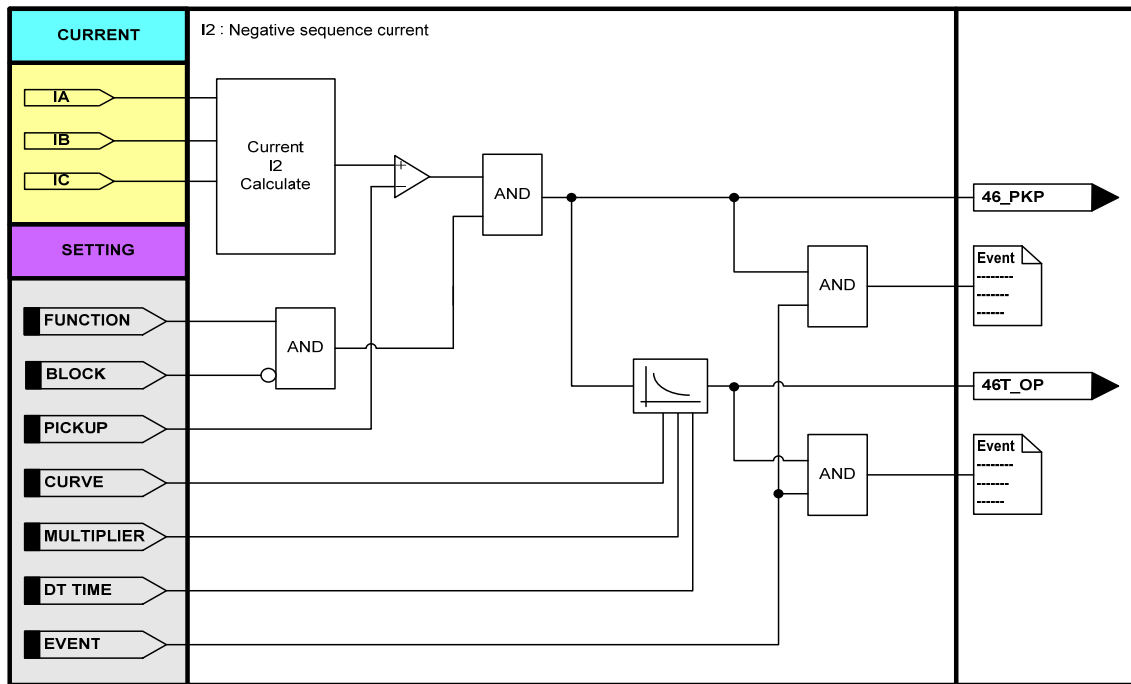 CURRENT
I2 : Negative sequence current
IA
IB
IC
Current
I2
Calculate
+
−
AND
46_PKP
SETTING
Event
--------
-------
------
AND
FUNCTION
AND
BLOCK
46T_OP
PICKUP
Event
--------
-------
------
AND
CURVE
MULTIPLIER
DT TIME
EVENT